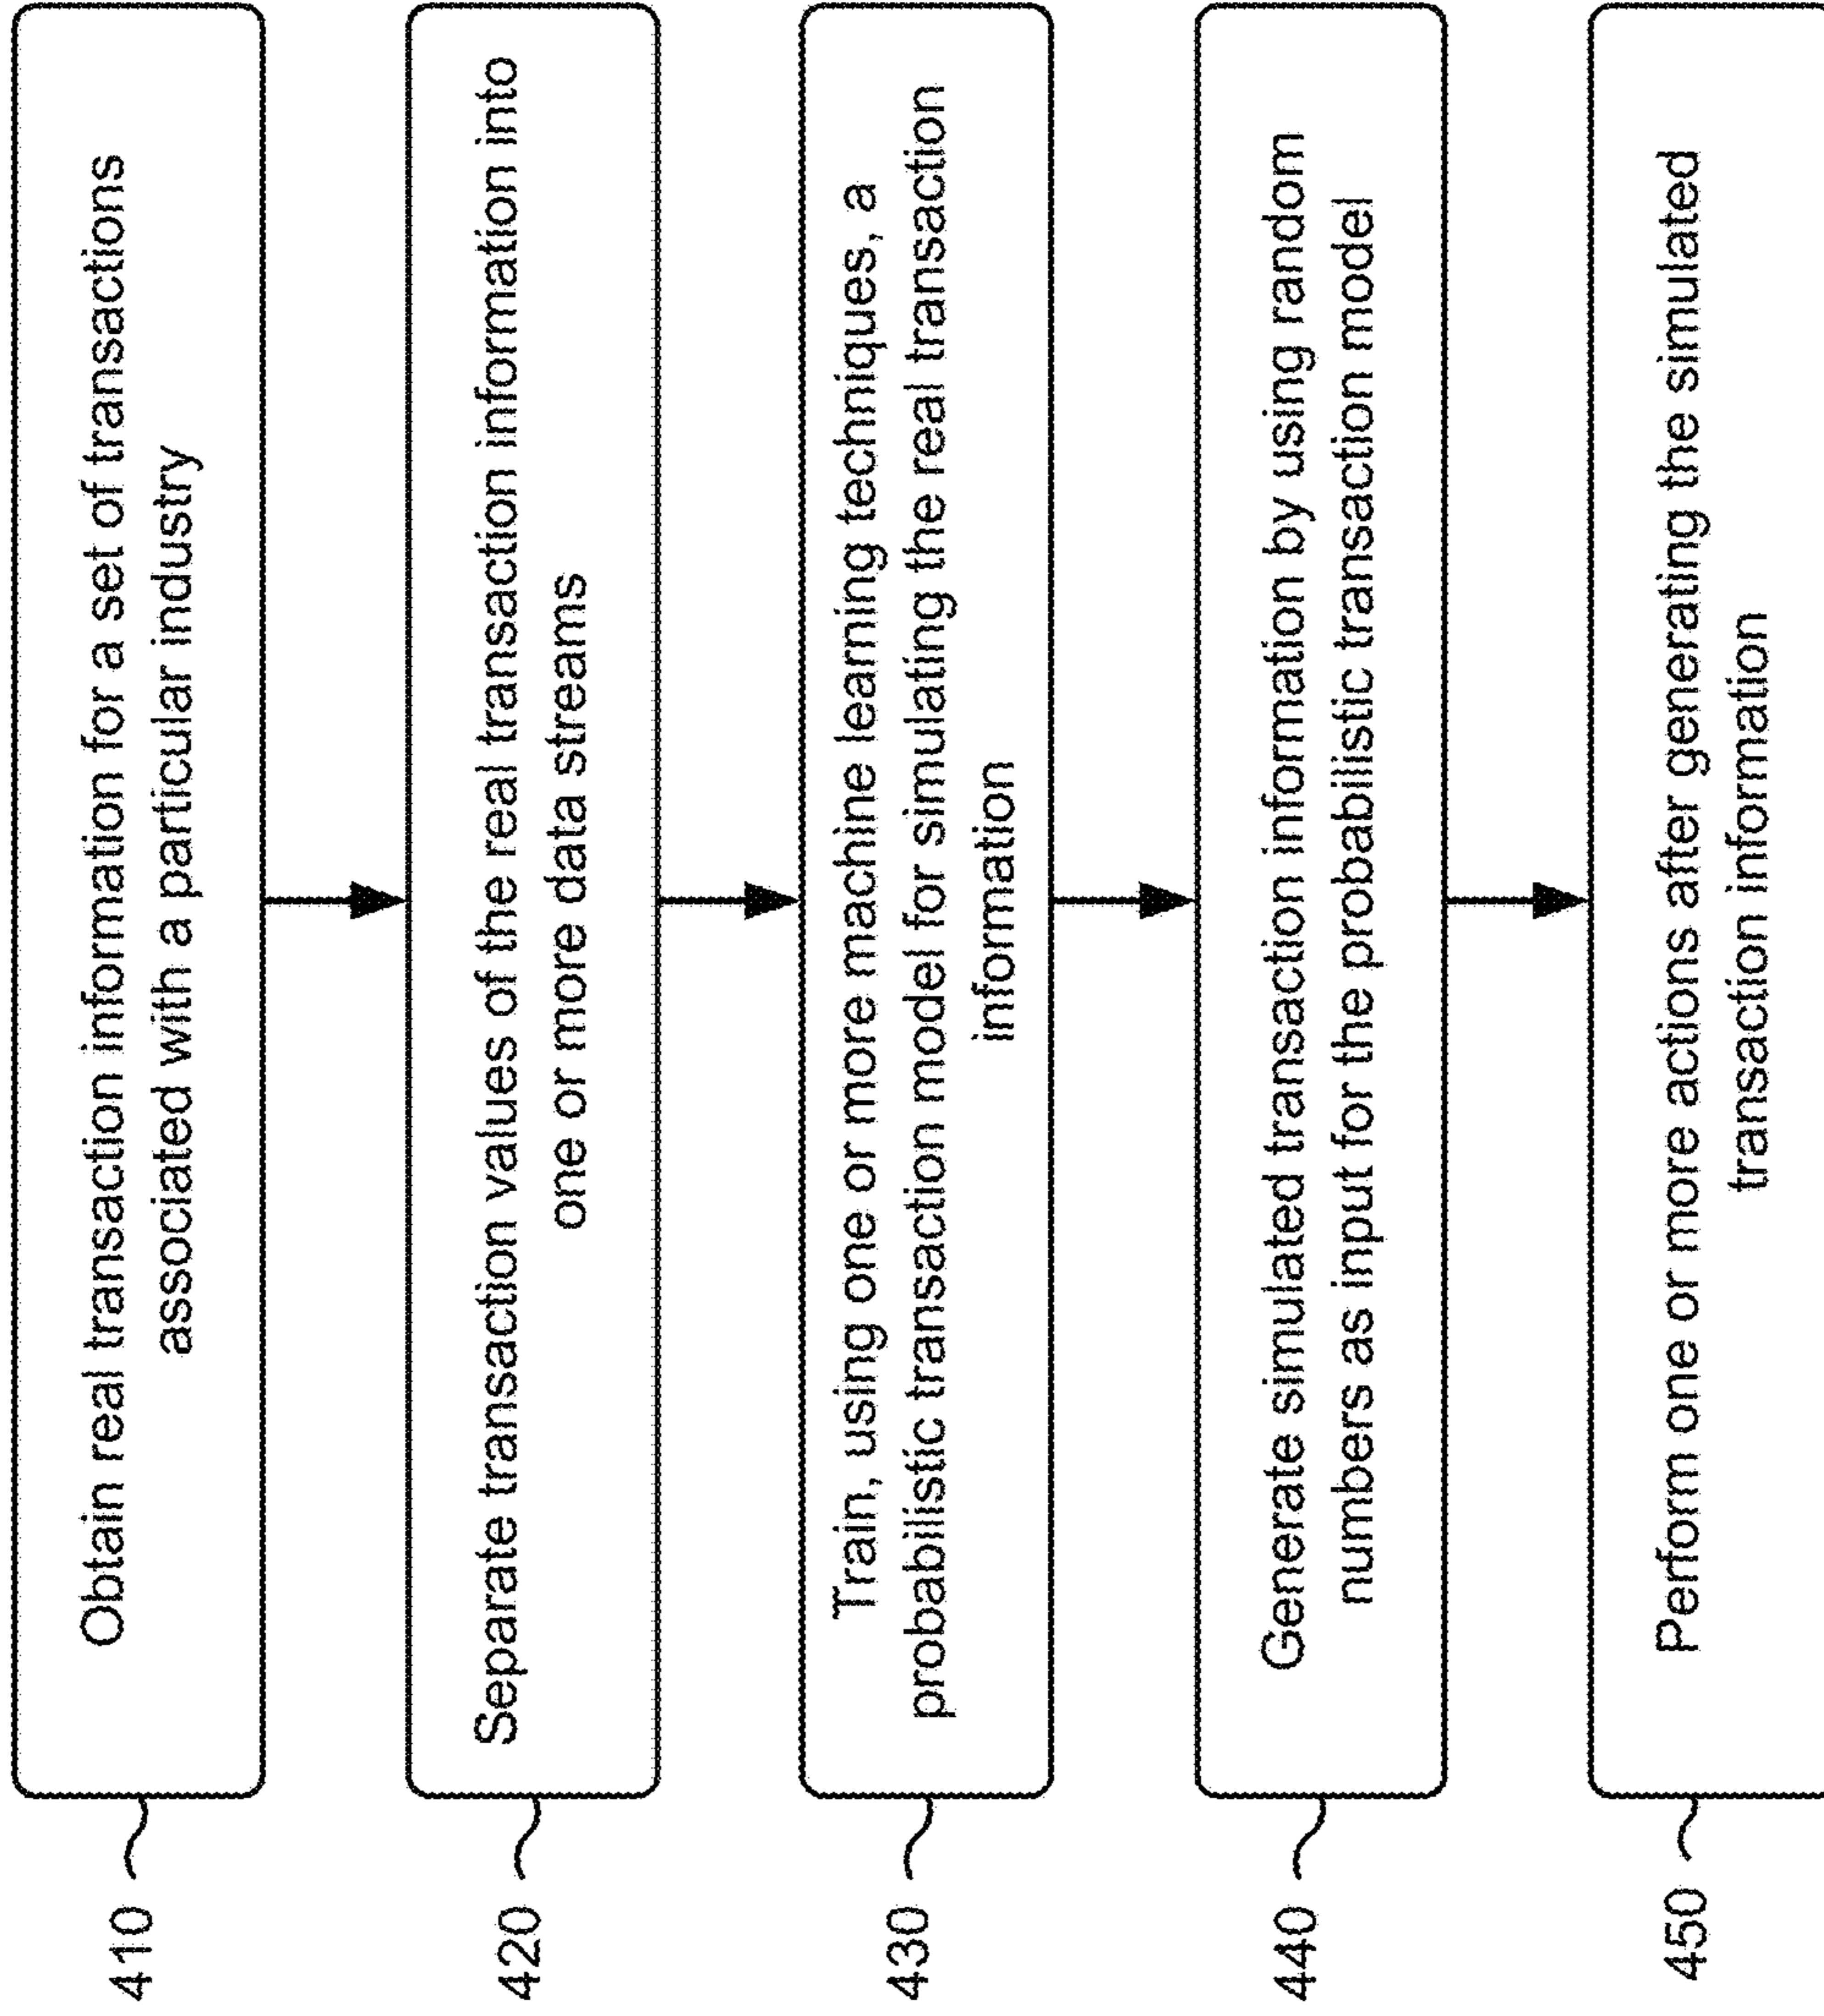 410
Obtain real transaction information for a set of transactions
associated with a particular industry
420
Separate transaction values of the real transaction information into
one or more data streams
430
Train, using one or more machine learning techniques, a
probabilistic transaction model for simulating the real transaction
information
440
Generate simulated transaction information by using random
numbers as input for the probabilistic transaction model
450
Perform one or more actions after generating the simulated
transaction information